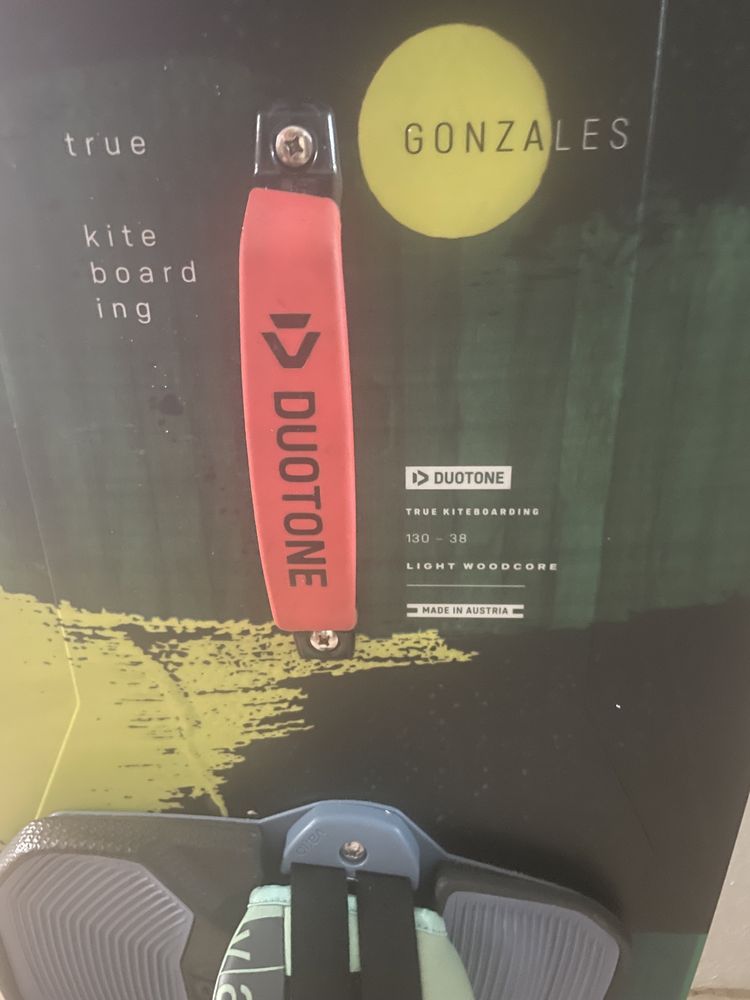 true
GONZALES
kite
board
ing
DUOTONE
DUOTONE
TRUE KITEBOARDING
130 - 38
LIGHT WOODCORE
MADE IN AUSTRIA